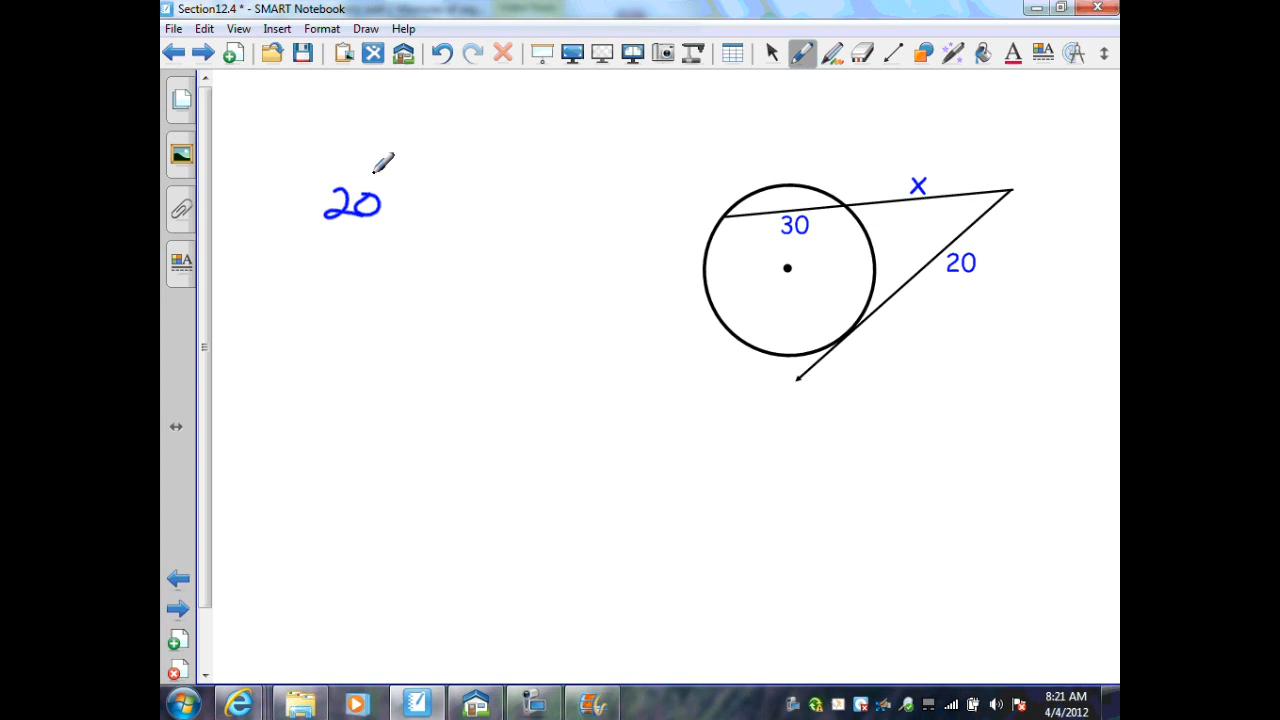 Section12.4 * - SMART Notebook
File Edit View Insert Format Draw Help
20
x
30
20
8:21 AM
4/4/2012